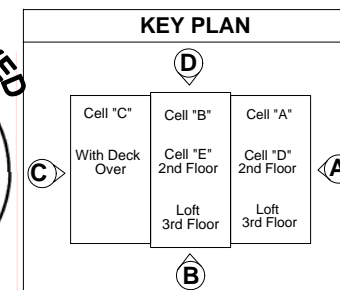 KEY PLAN
D
Cell "C"
With Deck
Over
Cell "B"
Cell "E"
2nd Floor
Loft
3rd Floor
Cell "A"
Cell "D"
2nd Floor
Loft
3rd Floor
C
A
B